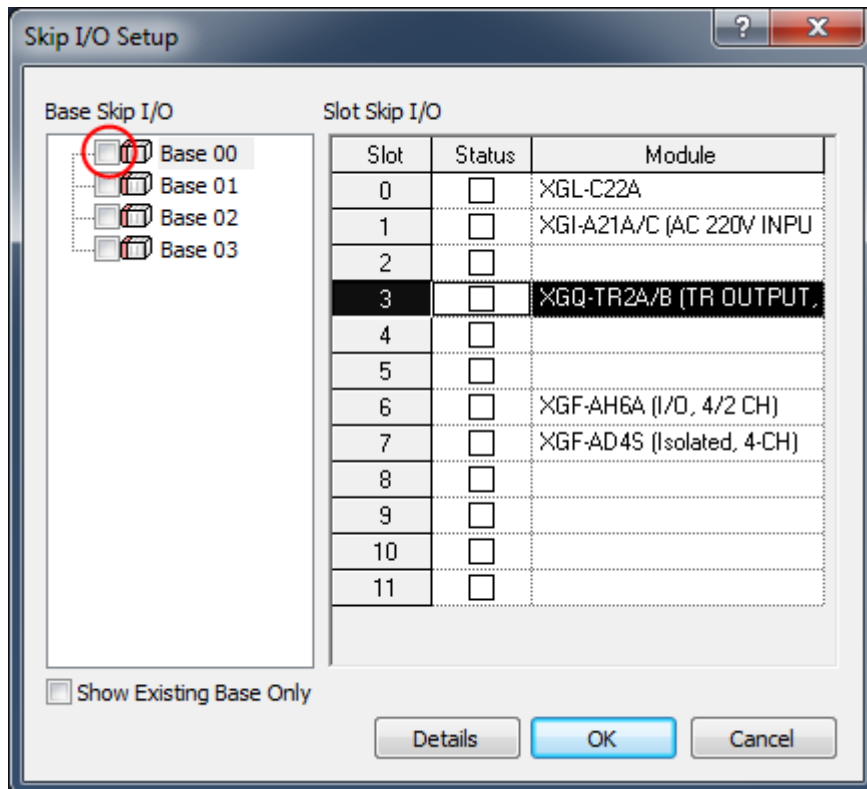 Skip I/O Setup
Base Skip I/O
Base 00
Base 01
Base 02
Base 03
Slot Skip I/O
Slot Status Module
0 XGL-C22A
1 XGI-A21A/C (AC 220V INPU
2
3 XGQ-TR2A/B (TR OUTPUT,
4
5
6 XGF-AH6A (I/O, 4/2 CH)
7 XGF-AD4S (Isolated, 4-CH)
8
9
10
11
Show Existing Base Only
Details OK Cancel